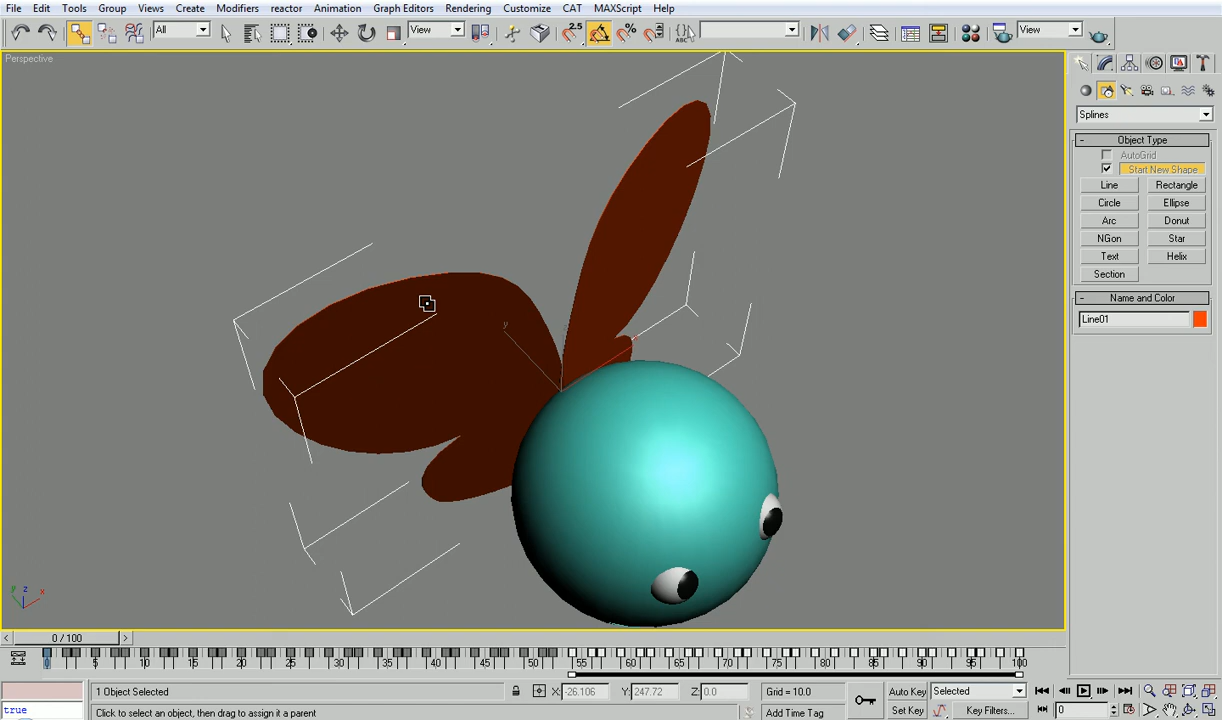 File Edit Tools Group Views Create Modifiers reactor Animation Graph Editors Rendering Customize CAT MAXScript Help
All View 2.5 View
Perspective
Splines
- Object Type
AutoGrid
Start New Shape
Line Rectangle
Circle Ellipse
Arc Donut
NGon Star
Text Helix
Section
- Name and Color
Line01
y
y z x
< 0 / 100 >
0 5 10 15 20 25 30 35 40 45 50 55 60 65 70 75 80 85 90 95 100
1 Object Selected X: -26.106 Y: 247.72 Z: 0.0 Grid = 10.0 Auto Key Selected
true Click to select an object, then drag to assign it a parent Add Time Tag Set Key Key Filters... 0